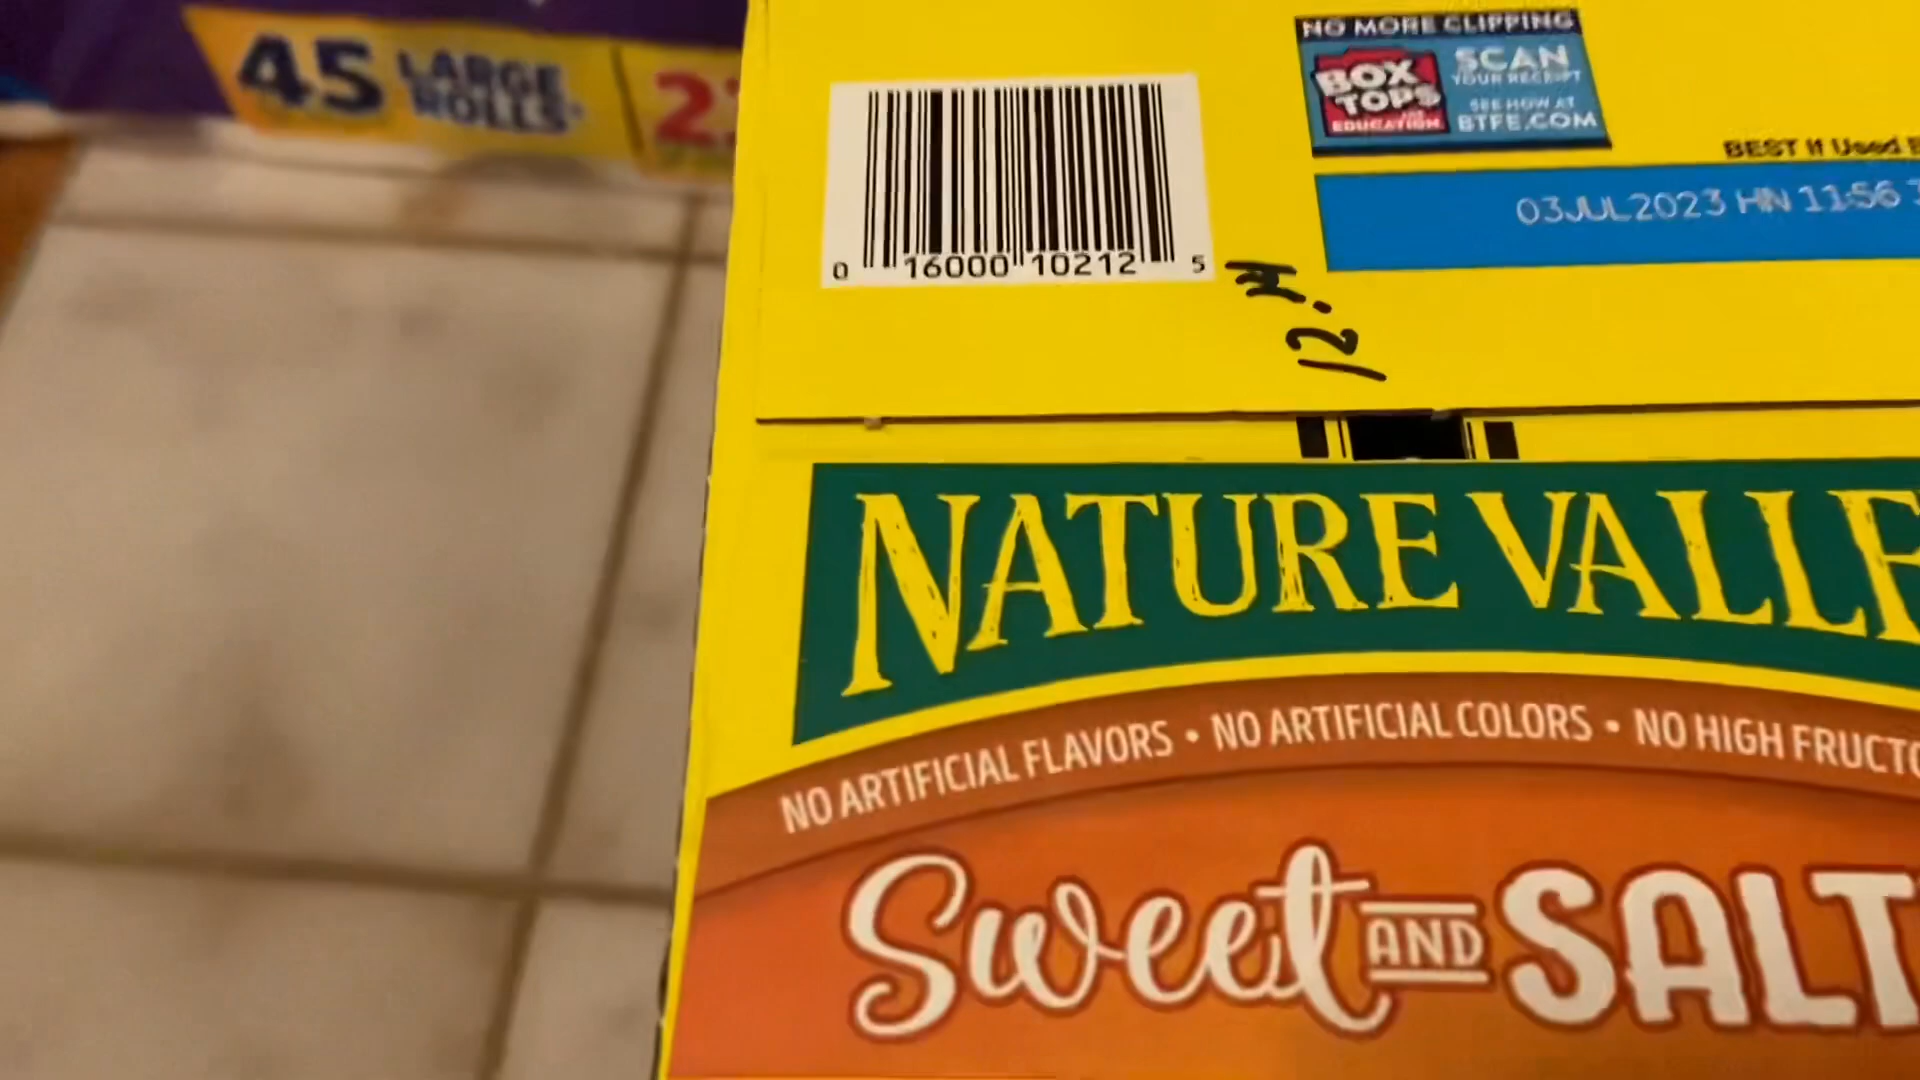 45 LARGE
ROLLS
NO MORE CLIPPING
BOX
TOPS
FOR
EDUCATION
SCAN
YOUR RECEIPT
SEE HOW AT
BTFE.COM
BEST If Used
03JUL2023 HN 11:56
0 16000 10212 5
NATURE VALLE
NO ARTIFICIAL FLAVORS • NO ARTIFICIAL COLORS • NO HIGH FRUCTO
Sweet AND SALT